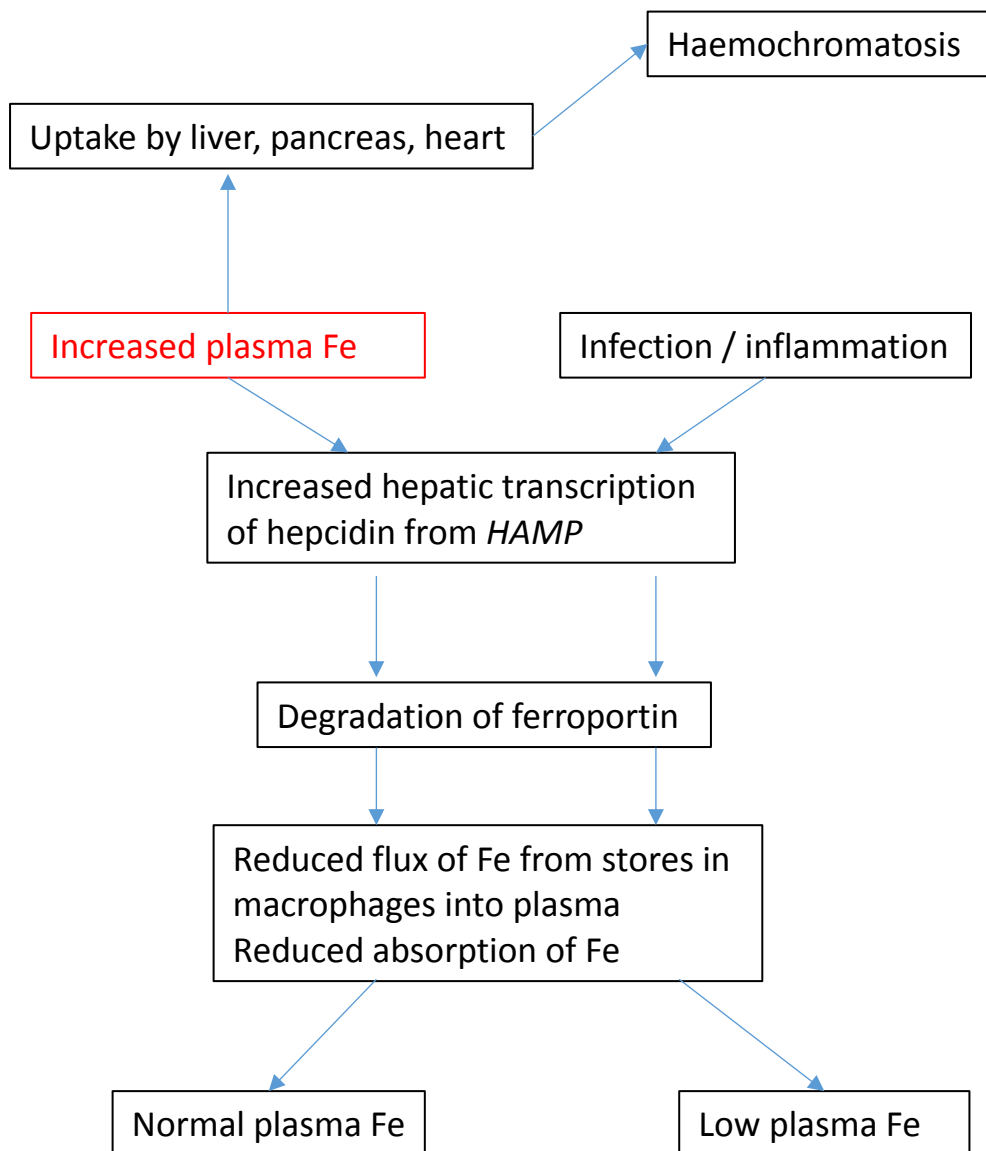 Haemochromatosis
Uptake by liver, pancreas, heart
Increased plasma Fe
Infection / inflammation
Increased hepatic transcription
of hepcidin from HAMP
Degradation of ferroportin
Reduced flux of Fe from stores in
macrophages into plasma
Reduced absorption of Fe
Normal plasma Fe
Low plasma Fe